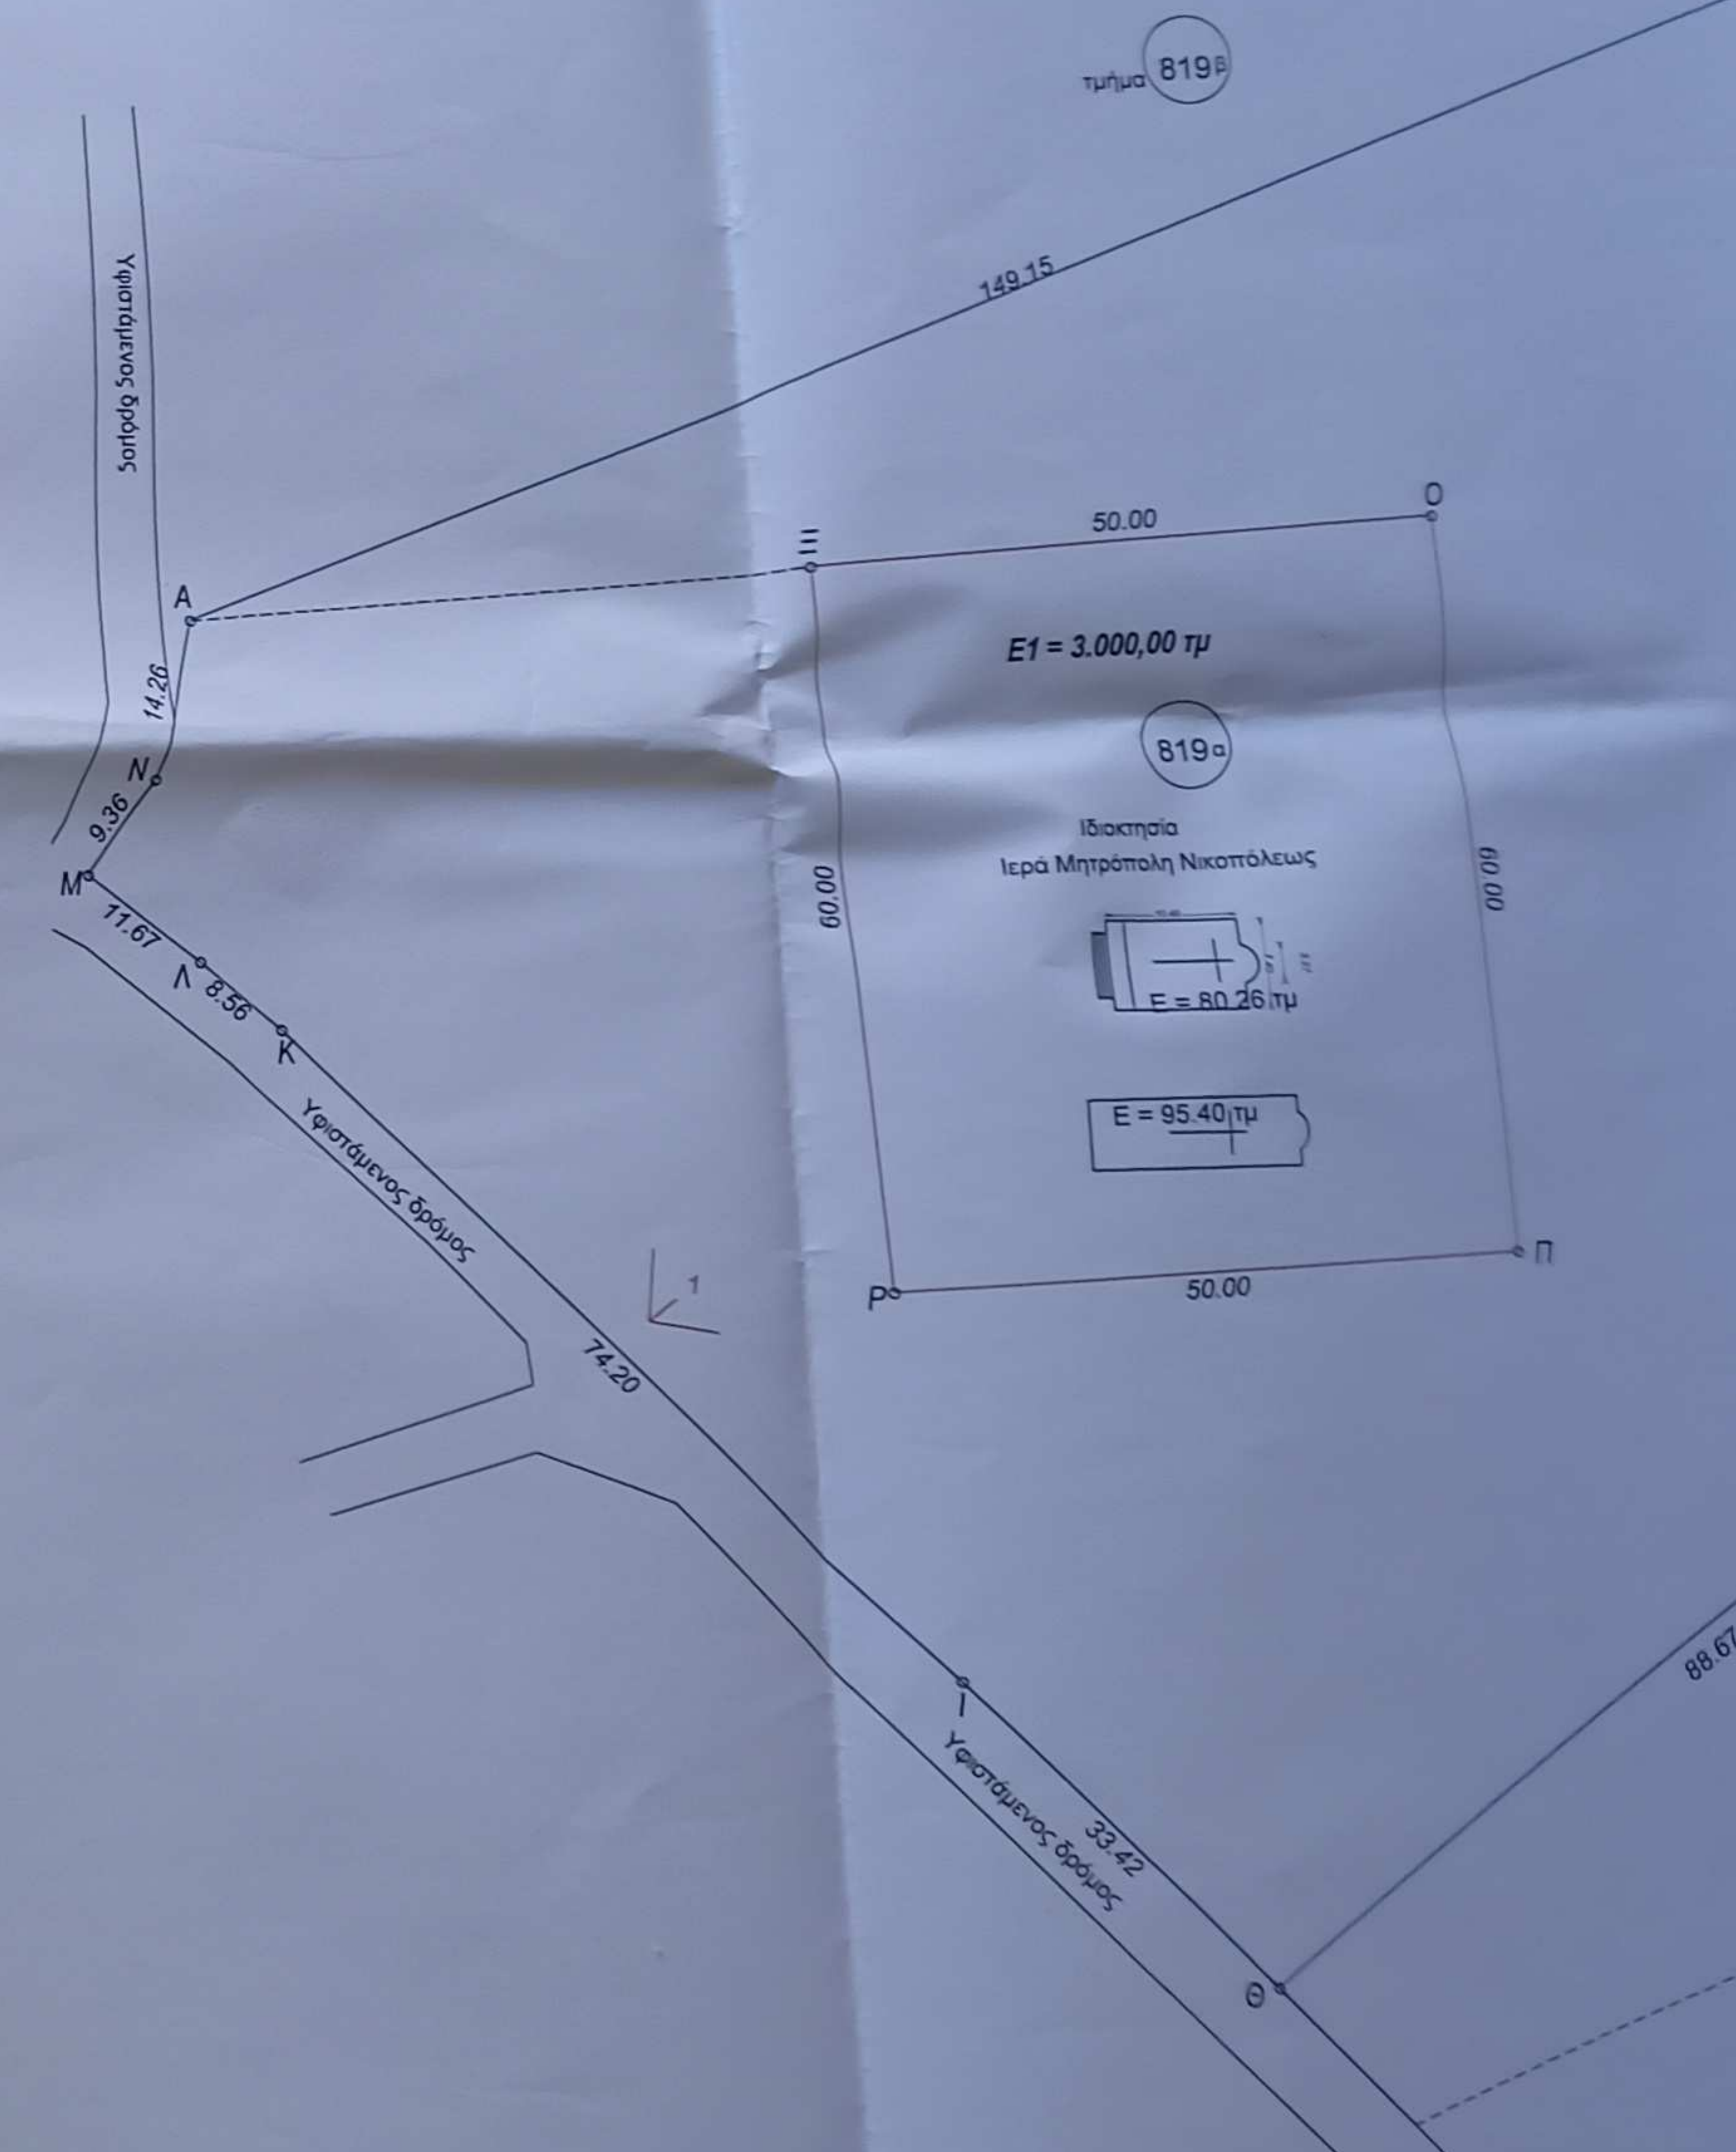 τμήμα 819β
149.15
Υφιστάμενος δρόμος
Ο
50.00
Ξ
Α
Ε1 = 3.000,00 τμ
14.26
819α
Ν
9.36
Ιδιοκτησία
Ιερά Μητρόπολη Νικοπόλεως
60.00
60.00
Μ
11.67
Λ
8.56
Ε = 80.26 τμ
Κ
Ε = 95.40 τμ
Υφιστάμενος δρόμος
Π
1
Ρ
50.00
74.20
88.67
Ι
Υφιστάμενος δρόμος
33.42
Θ